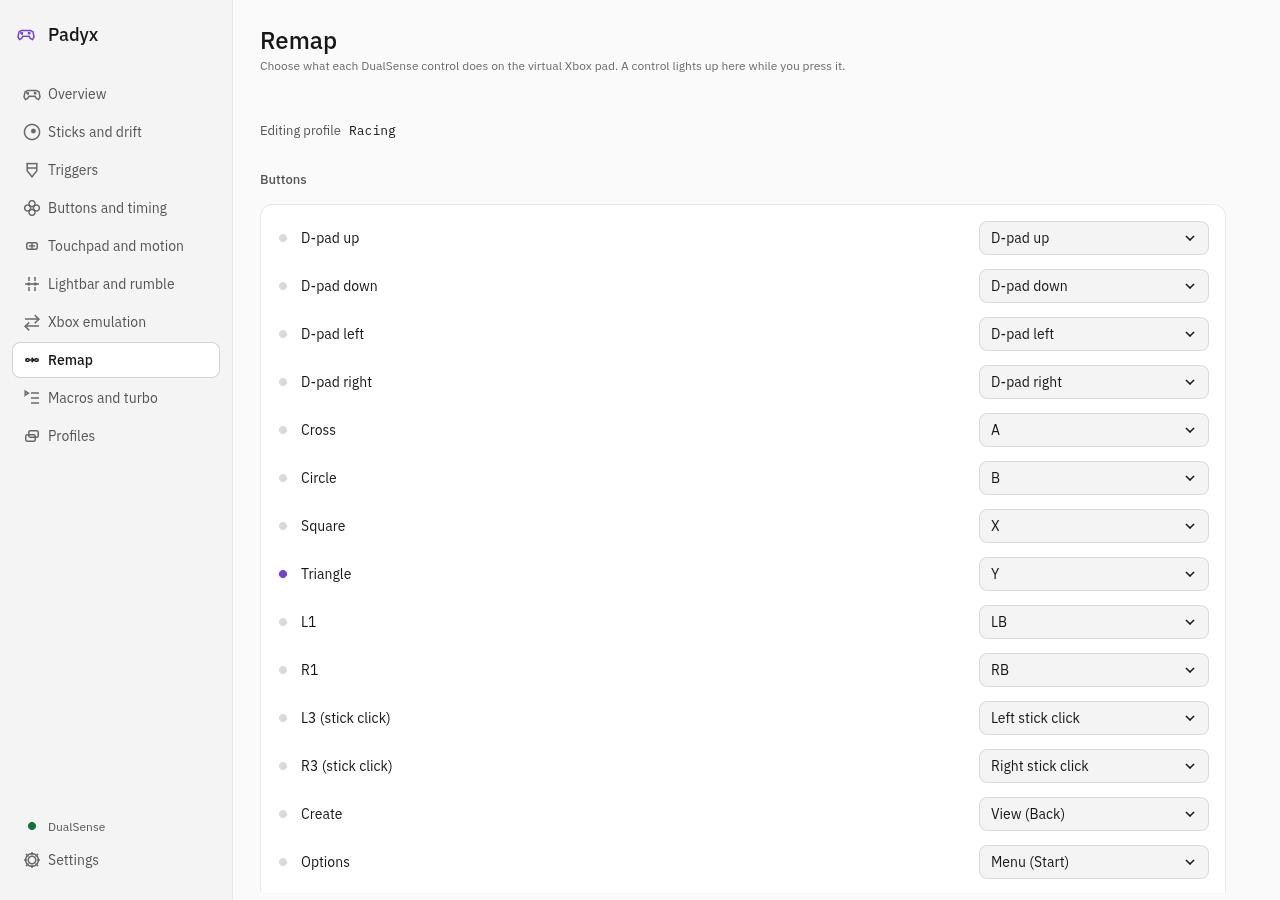 Padyx
Overview
Sticks and drift
Triggers
Buttons and timing
Touchpad and motion
Lightbar and rumble
Xbox emulation
Remap
Macros and turbo
Profiles
DualSense
Settings
Remap
Choose what each DualSense control does on the virtual Xbox pad. A control lights up here while you press it.
Editing profile Racing
Buttons
D-pad up D-pad up
D-pad down D-pad down
D-pad left D-pad left
D-pad right D-pad right
Cross A
Circle B
Square X
Triangle Y
L1 LB
R1 RB
L3 (stick click) Left stick click
R3 (stick click) Right stick click
Create View (Back)
Options Menu (Start)